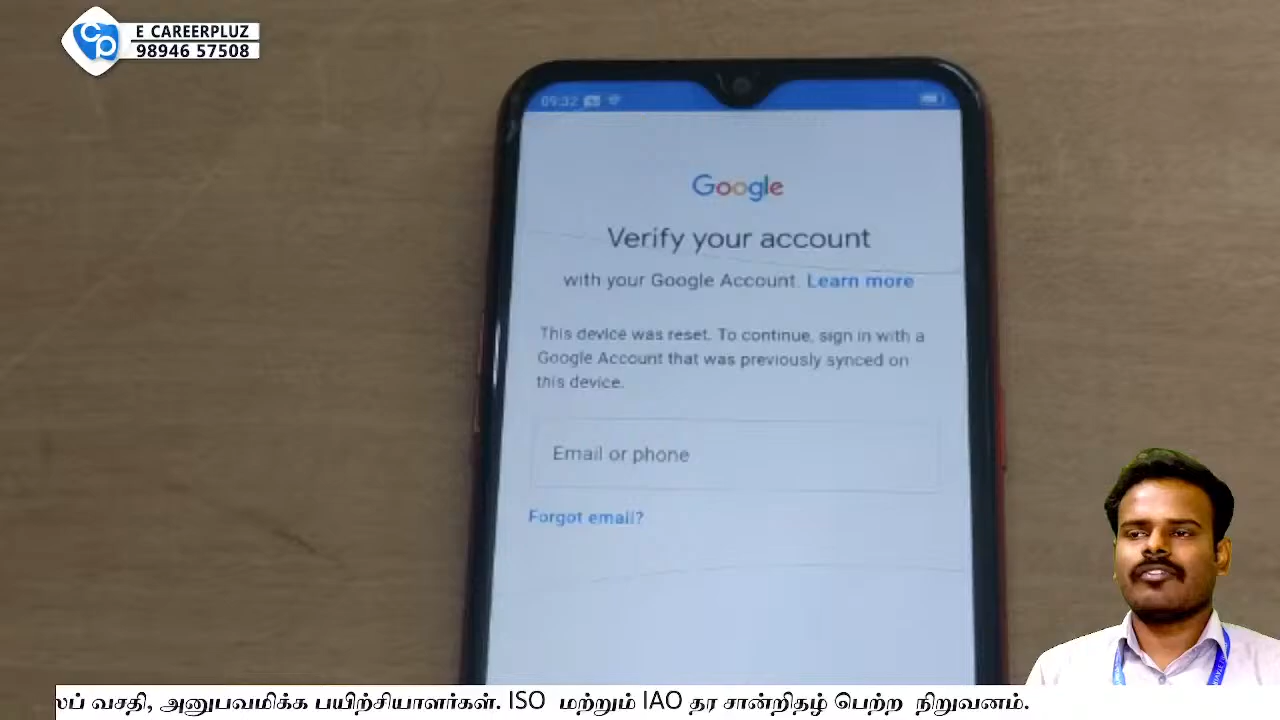 E CAREERPLUZ
98946 57508
09:32
Google
Verify your account
with your Google Account. Learn more
This device was reset. To continue, sign in with a
Google Account that was previously synced on
this device.
Email or phone
Forgot email?
வசதி, அனுபவமிக்க பயிற்சியாளர்கள். ISO மற்றும் IAO தர சான்றிதழ் பெற்ற நிறுவனம்.